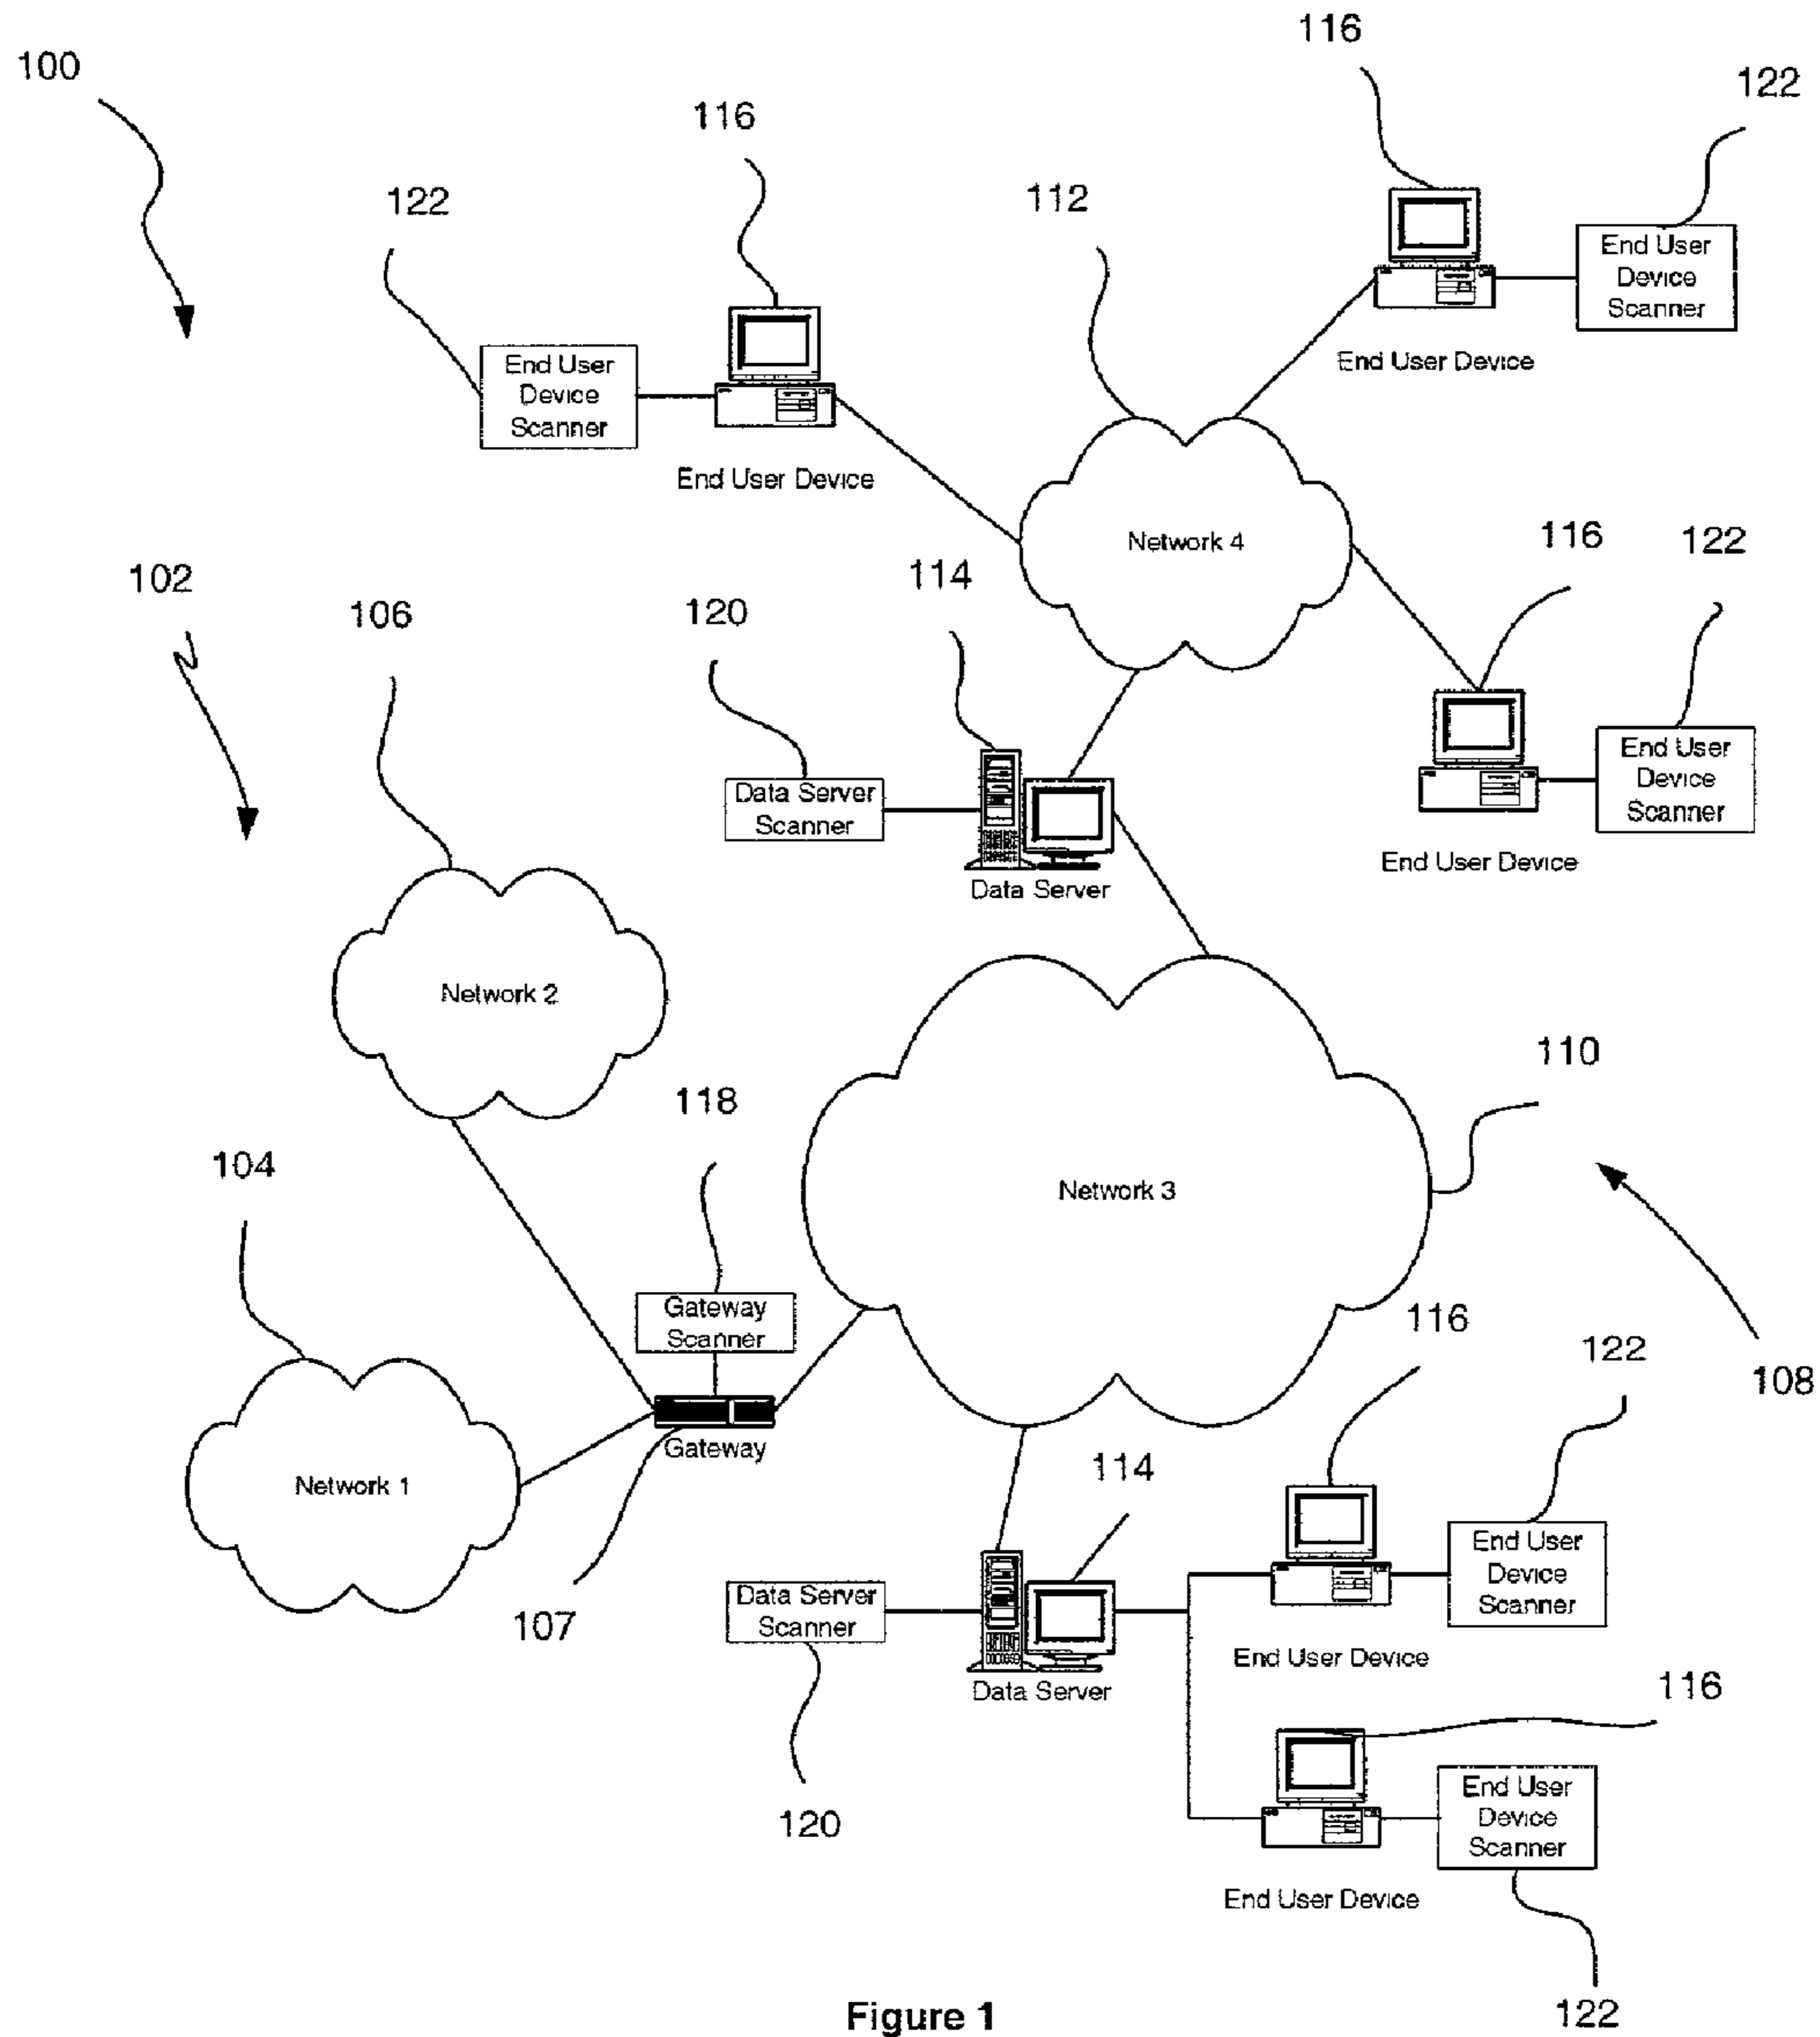 116
100
122
116
122
112
End User
Device
Scanner
End User Device
End User
Device
Scanner
End User Device
Network 4
116
122
102
114
106
120
End User
Device
Scanner
Data Server
Scanner
End User Device
Data Server
Network 2
110
118
104
Network 3
Gateway
Scanner
116
122
108
Gateway
114
Network 1
End User
Device
Scanner
Data Server
Scanner
107
End User Device
Data Server
116
End User
Device
Scanner
120
End User Device
122
Figure 1